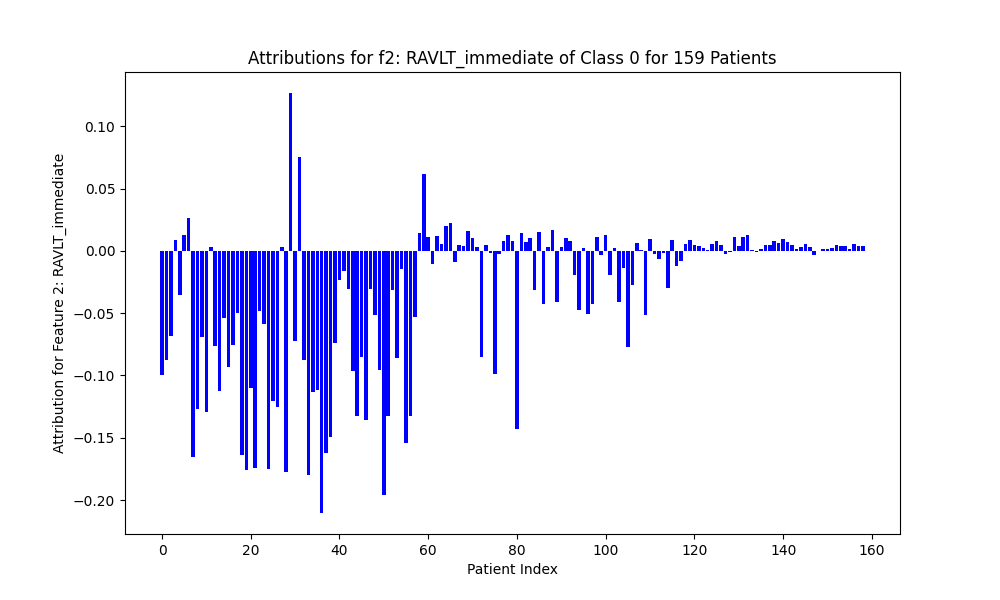 Attributions for f2: RAVLT_immediate of Class 0 for 159 Patients
Attribution for Feature 2: RAVLT_immediate
0.10
0.05
0.00
−0.05
−0.10
−0.15
−0.20
0 20 40 60 80 100 120 140 160
Patient Index